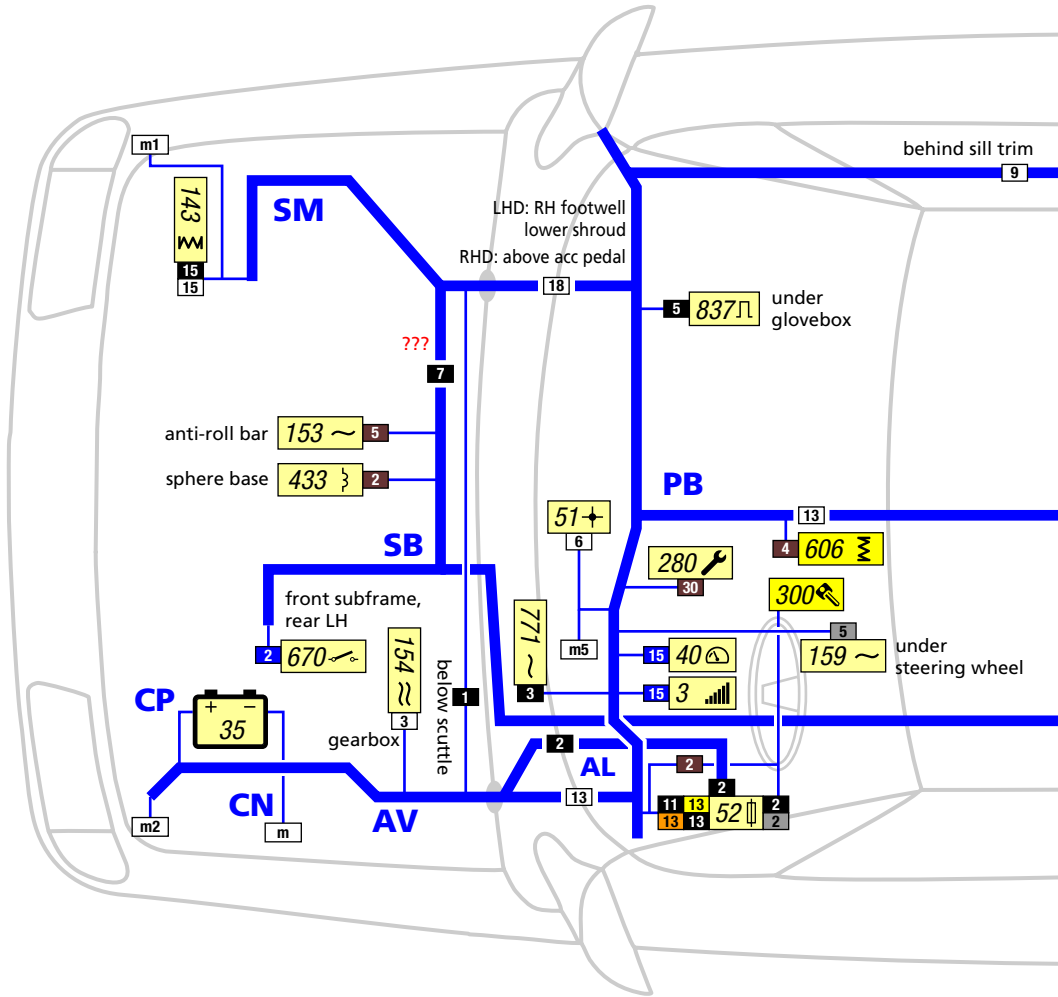 m1
behind sill trim
9
143
15
15
SM
LHD: RH footwell
lower shroud
RHD: above acc pedal
18
5
837
under
glovebox
???
7
anti-roll bar
153
5
sphere base
433
2
PB
13
51
6
4
606
SB
280
30
300
front subframe,
rear LH
2
670
154
3
gearbox
771
3
m5
5
159
under
steering wheel
15
40
15
3
below scuttle
1
CP
+ −
35
2
AL
2
2
CN
AV
13
11
13
13
13
52
2
2
m2
m